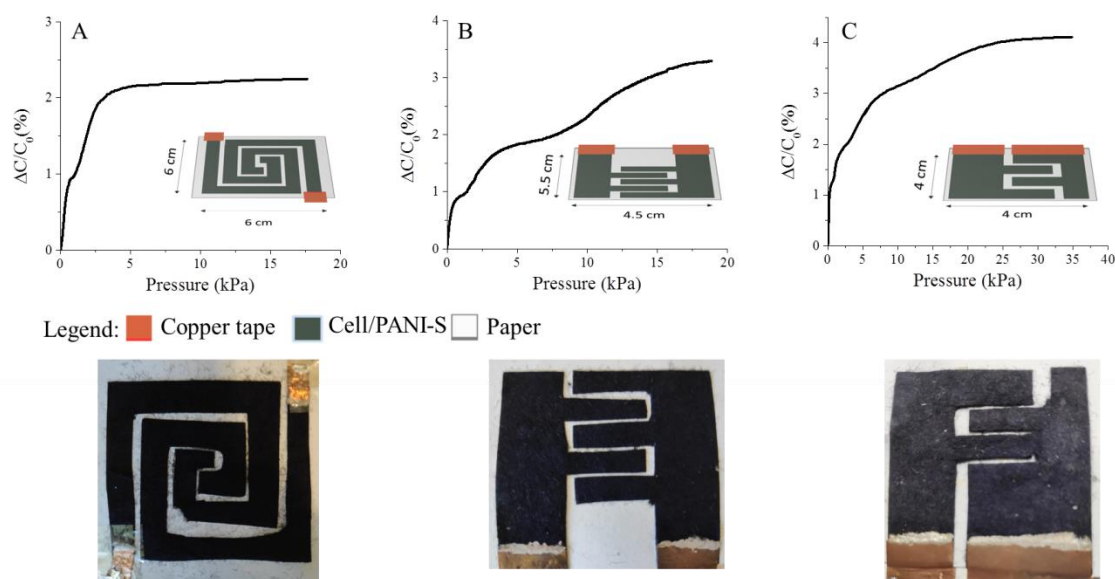 A
ΔC/C₀(%)
3
2
1
0
0 5 10 15 20
Pressure (kPa)
6 cm
6 cm
B
ΔC/C₀(%)
4
3
2
1
0
0 5 10 15 20
Pressure (kPa)
5.5 cm
4.5 cm
C
ΔC/C₀(%)
4
3
2
1
0
0 5 10 15 20 25 30 35 40
Pressure (kPa)
4 cm
4 cm
Legend: Copper tape Cell/PANI-S Paper